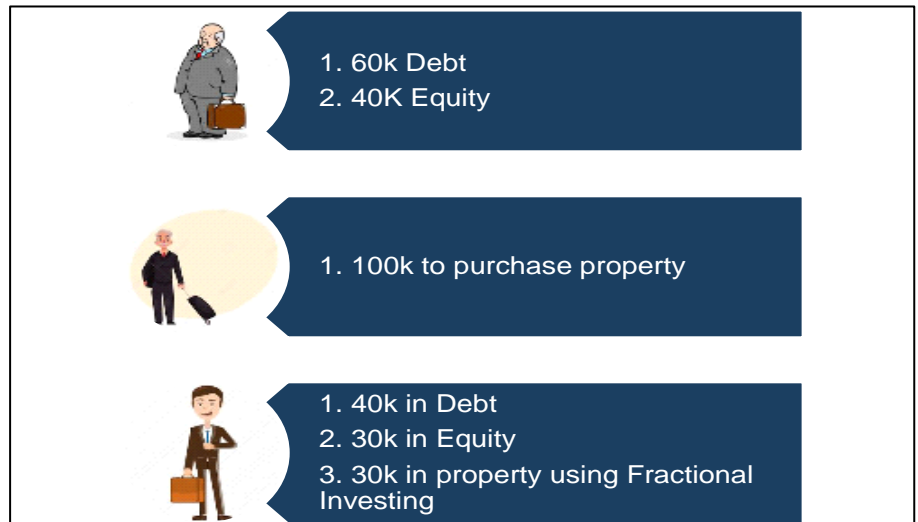 1. 60k Debt
2. 40K Equity
1. 100k to purchase property
1. 40k in Debt
2. 30k in Equity
3. 30k in property using Fractional
Investing